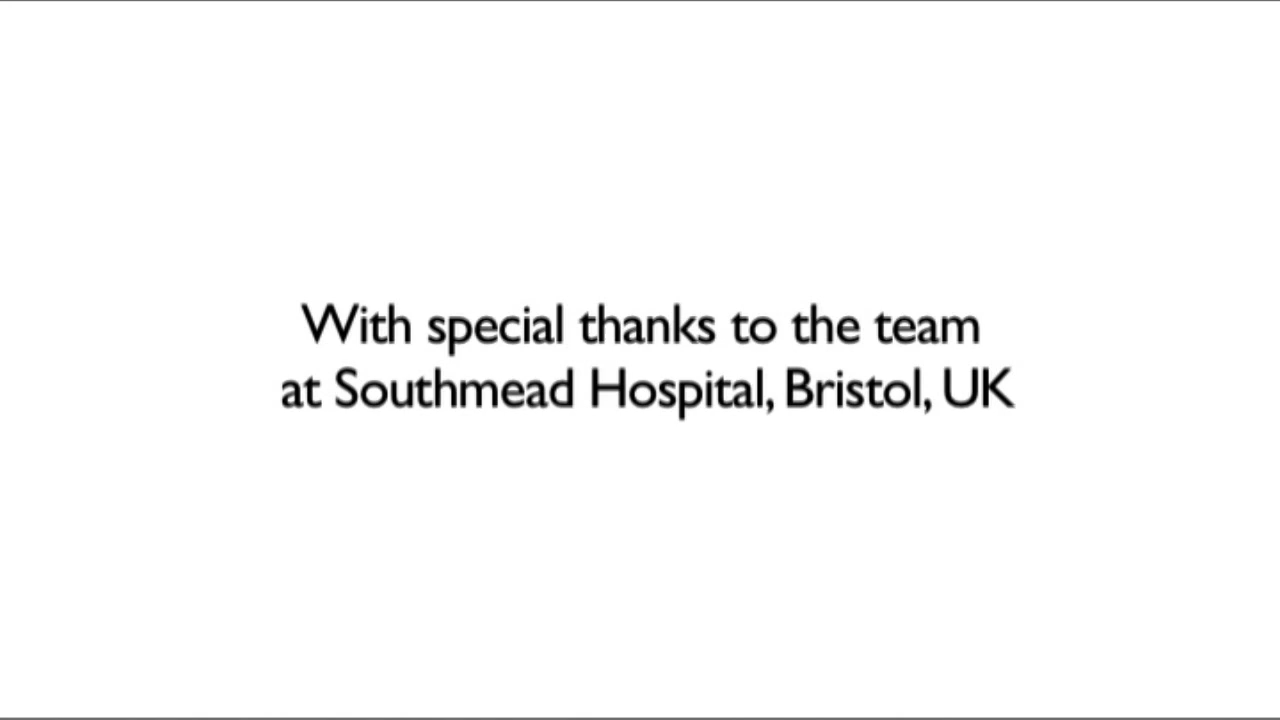 With special thanks to the team
at Southmead Hospital, Bristol, UK